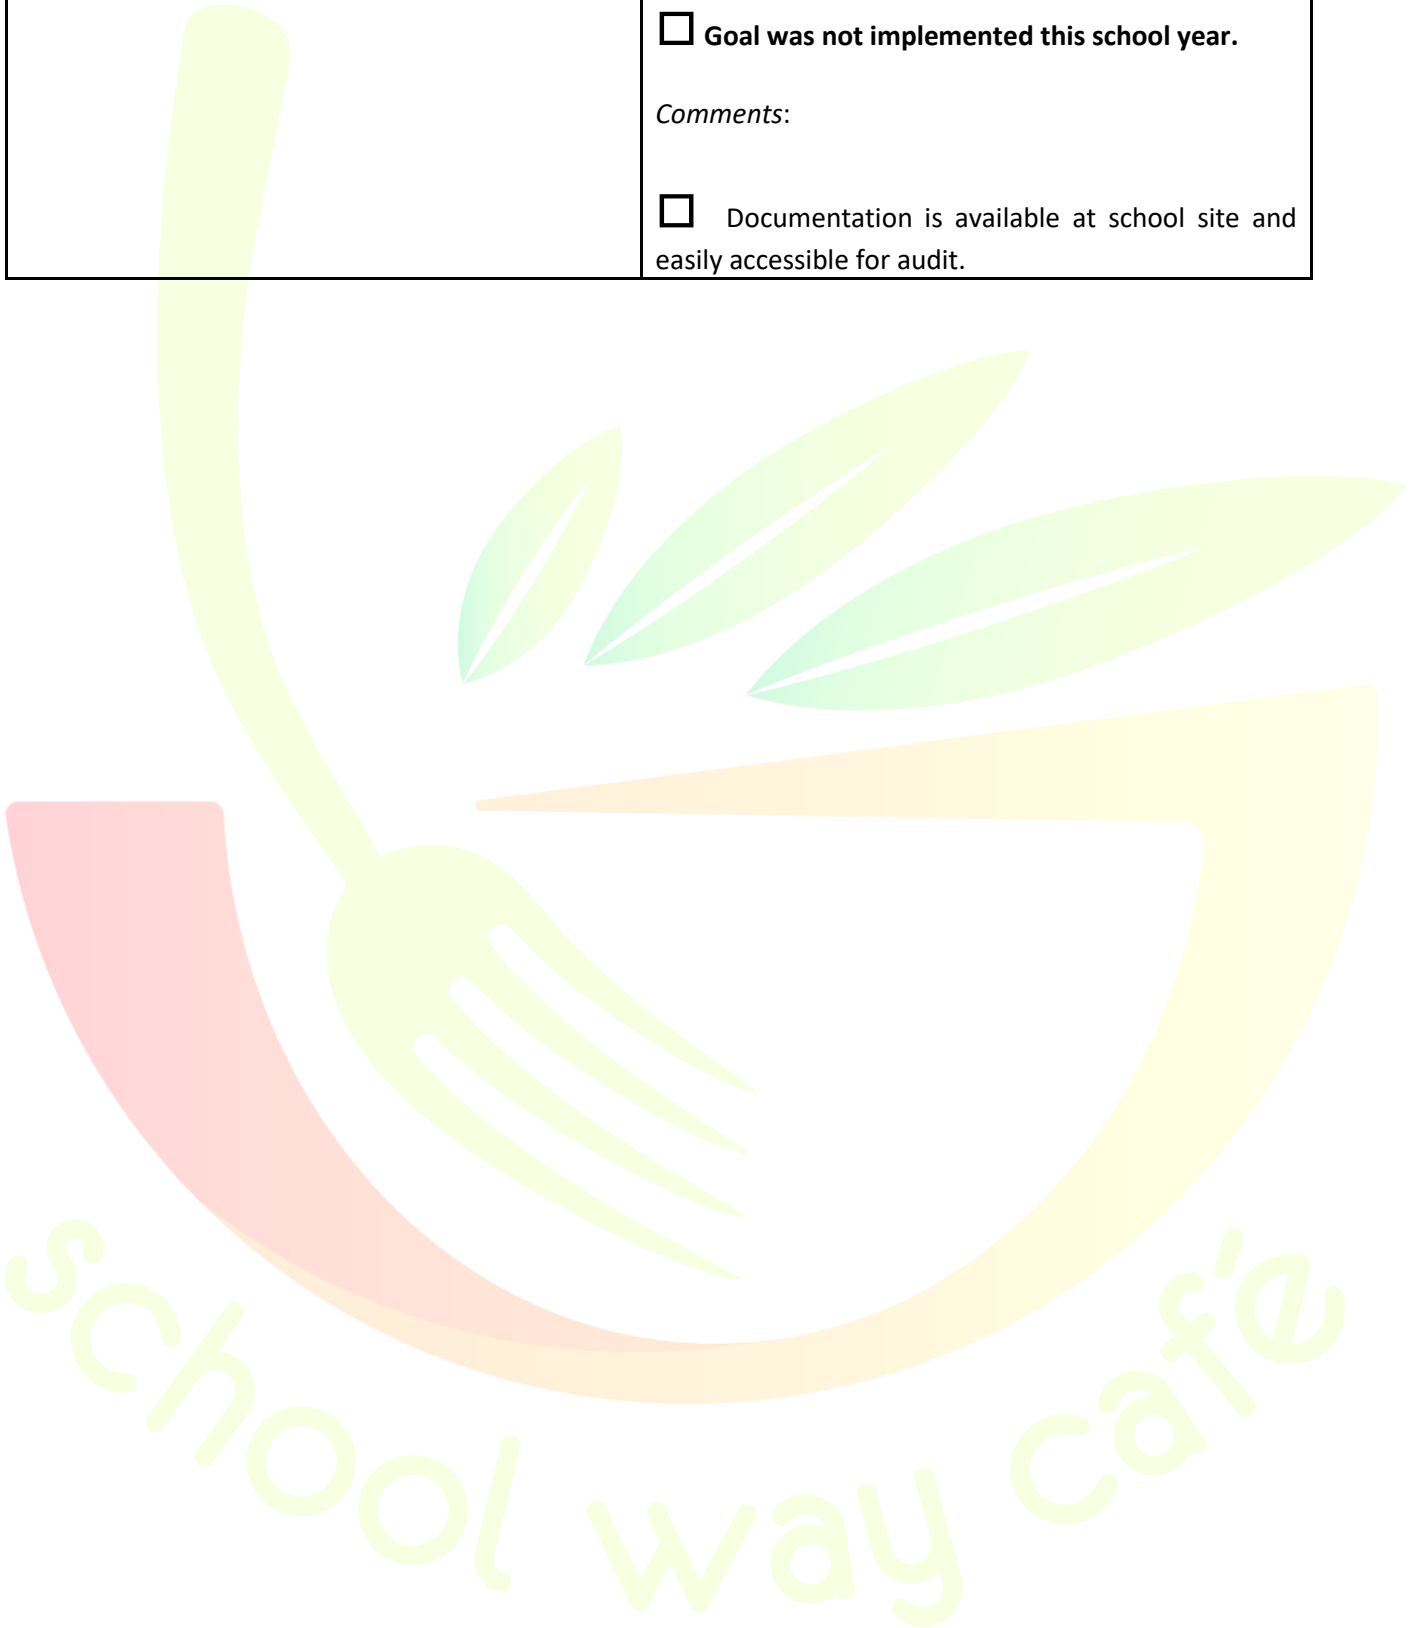 Goal was not implemented this school year.
Comments:
Documentation is available at school site and
easily accessible for audit.
school way café